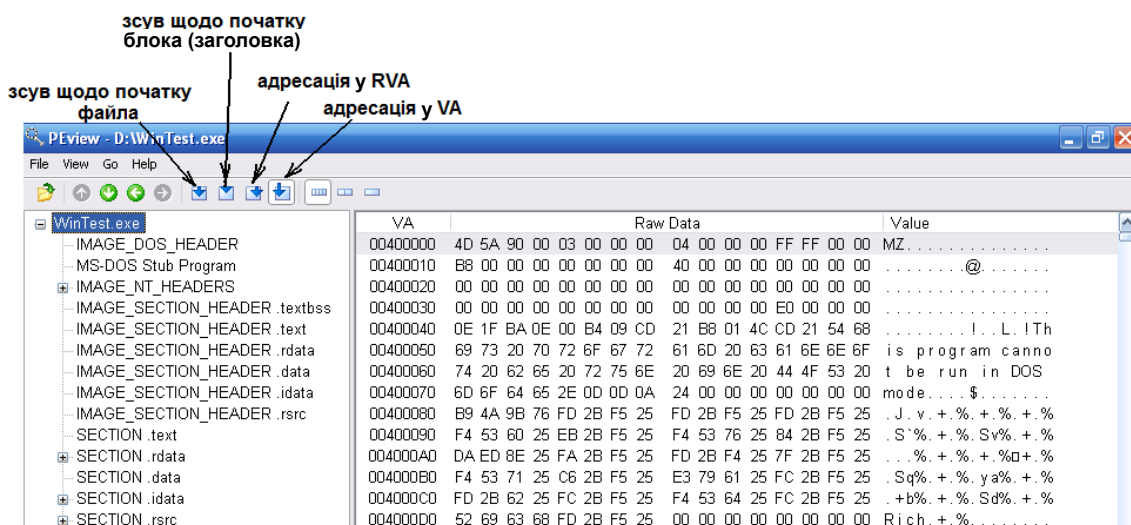 зсув щодо початку
блока (заголовка)
зсув щодо початку
файла
адресація у RVA
адресація у VA
PEview - D:\WinTest.exe
File View Go Help
WinTest.exe
IMAGE_DOS_HEADER
MS-DOS Stub Program
IMAGE_NT_HEADERS
IMAGE_SECTION_HEADER .textbss
IMAGE_SECTION_HEADER .text
IMAGE_SECTION_HEADER .rdata
IMAGE_SECTION_HEADER .data
IMAGE_SECTION_HEADER .idata
IMAGE_SECTION_HEADER .rsrc
SECTION .text
SECTION .rdata
SECTION .data
SECTION .idata
SECTION .rsrc
VA Raw Data Value
00400000 4D 5A 90 00 03 00 00 00 04 00 00 00 FF FF 00 00 MZ..............
00400010 B8 00 00 00 00 00 00 00 40 00 00 00 00 00 00 00 ........@.......
00400020 00 00 00 00 00 00 00 00 00 00 00 00 00 00 00 00 ................
00400030 00 00 00 00 00 00 00 00 00 00 00 00 E0 00 00 00 ................
00400040 0E 1F BA 0E 00 B4 09 CD 21 B8 01 4C CD 21 54 68 ........!..L.!Th
00400050 69 73 20 70 72 6F 67 72 61 6D 20 63 61 6E 6E 6F is program canno
00400060 74 20 62 65 20 72 75 6E 20 69 6E 20 44 4F 53 20 t be run in DOS
00400070 6D 6F 64 65 2E 0D 0D 0A 24 00 00 00 00 00 00 00 mode....$.......
00400080 B9 4A 9B 76 FD 2B F5 25 FD 2B F5 25 FD 2B F5 25 .J.v.+.%.+.%.+.%
00400090 F4 53 60 25 EB 2B F5 25 F4 53 76 25 84 2B F5 25 .S`%.+.%.Sv%.+.%
004000A0 DA ED 8E 25 FA 2B F5 25 FD 2B F4 25 7F 2B F5 25 ...%.+.%.+.%□+.%
004000B0 F4 53 71 25 C6 2B F5 25 E3 79 61 25 FC 2B F5 25 .Sq%.+.%.ya%.+.%
004000C0 FD 2B 62 25 FC 2B F5 25 F4 53 64 25 FC 2B F5 25 .+b%.+.%.Sd%.+.%
004000D0 52 69 63 68 FD 2B F5 25 00 00 00 00 00 00 00 00 Rich.+.%........